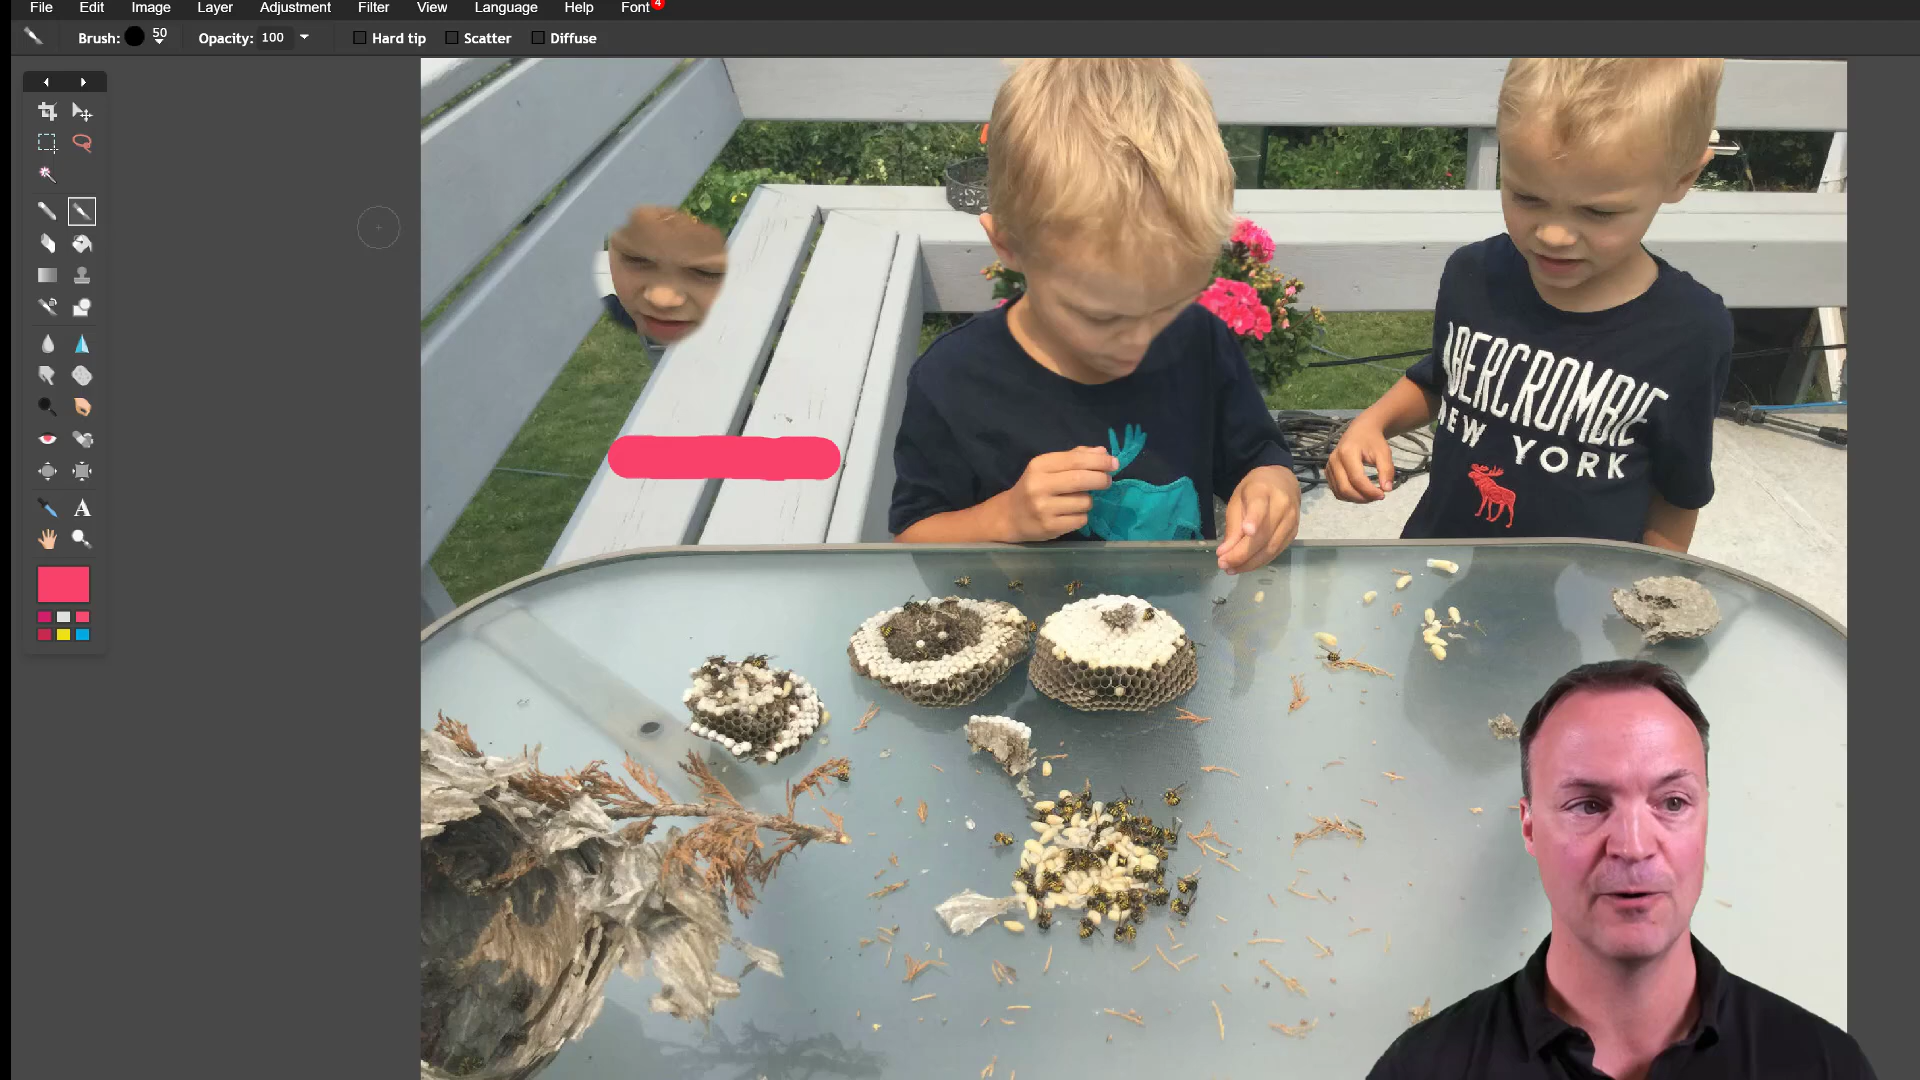 File Edit Image Layer Adjustment Filter View Language Help Font 4
Brush: 50 Opacity: 100 Hard tip Scatter Diffuse
A
ABERCROMBIE
NEW YORK